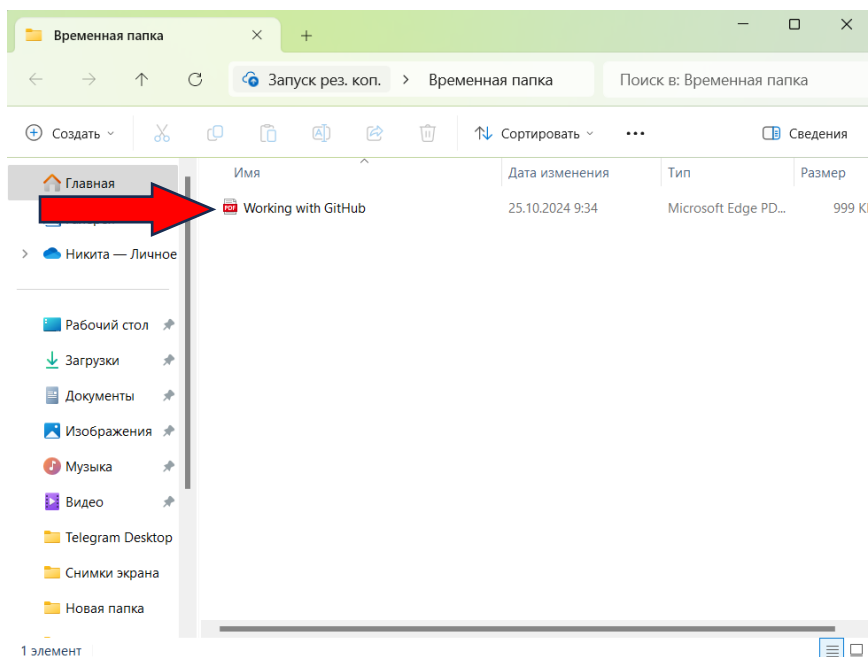 Временная папка
Запуск рез. коп. > Временная папка
Поиск в: Временная папка
Создать
Сортировать
Сведения
Имя
Дата изменения
Тип
Размер
Главная
PDF Working with GitHub
25.10.2024 9:34
Microsoft Edge PD...
999
Никита — Личное
Рабочий стол
Загрузки
Документы
Изображения
Музыка
Видео
Telegram Desktop
Снимки экрана
Новая папка
1 элемент